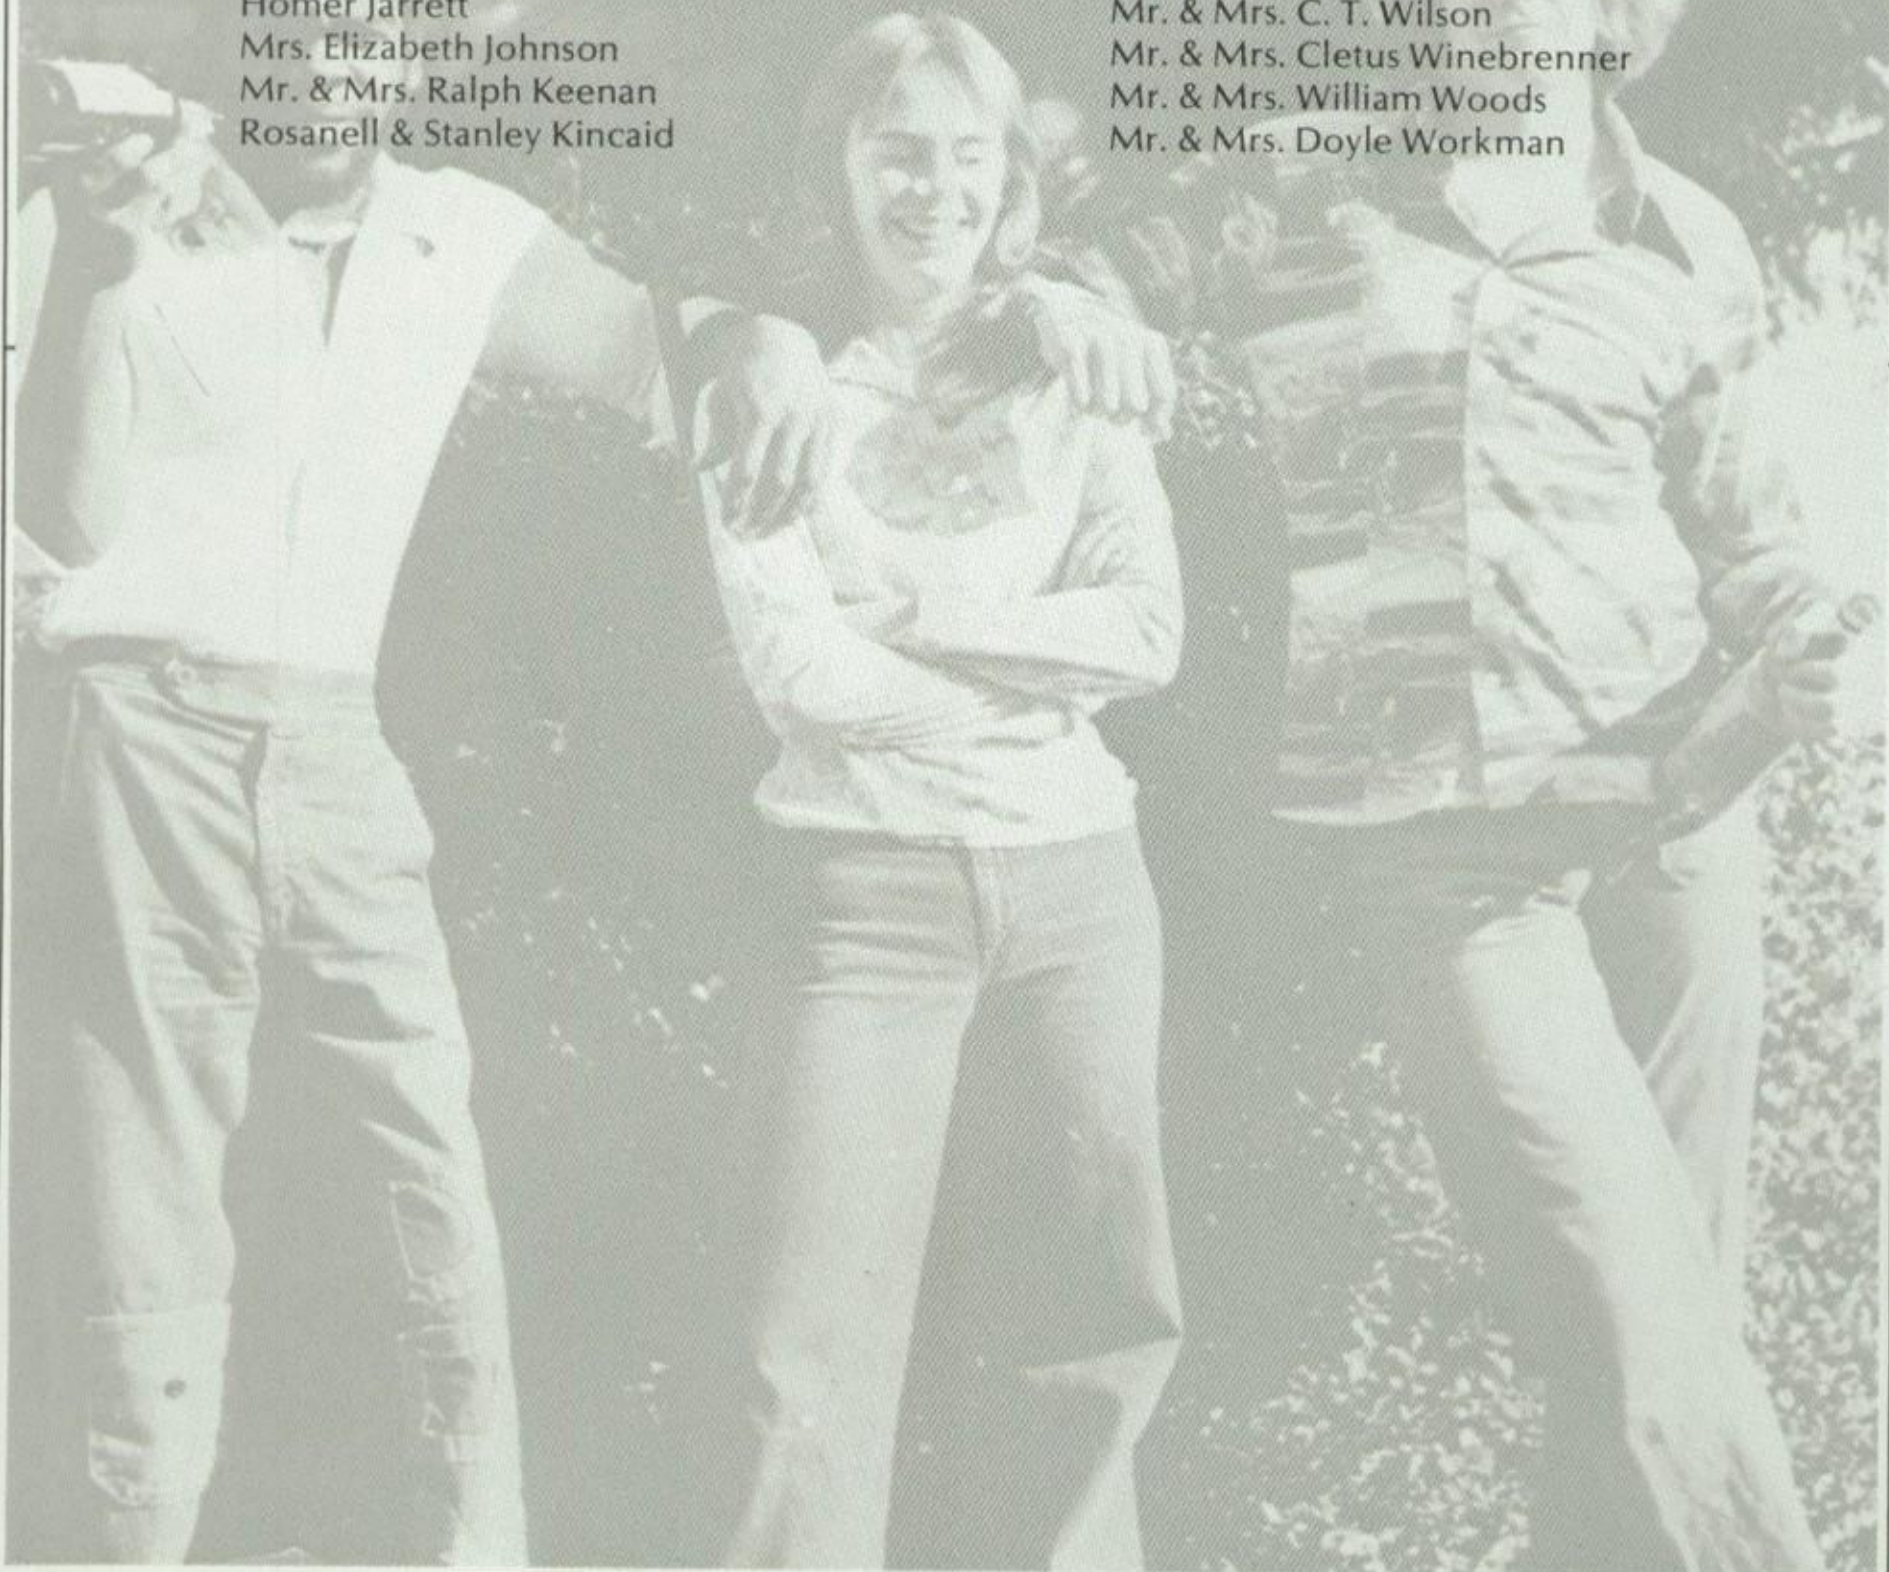 Homer Jarrett
Mrs. Elizabeth Johnson
Mr. & Mrs. Ralph Keenan
Rosanell & Stanley Kincaid
Mr. & Mrs. C. T. Wilson
Mr. & Mrs. Cletus Winebrenner
Mr. & Mrs. William Woods
Mr. & Mrs. Doyle Workman